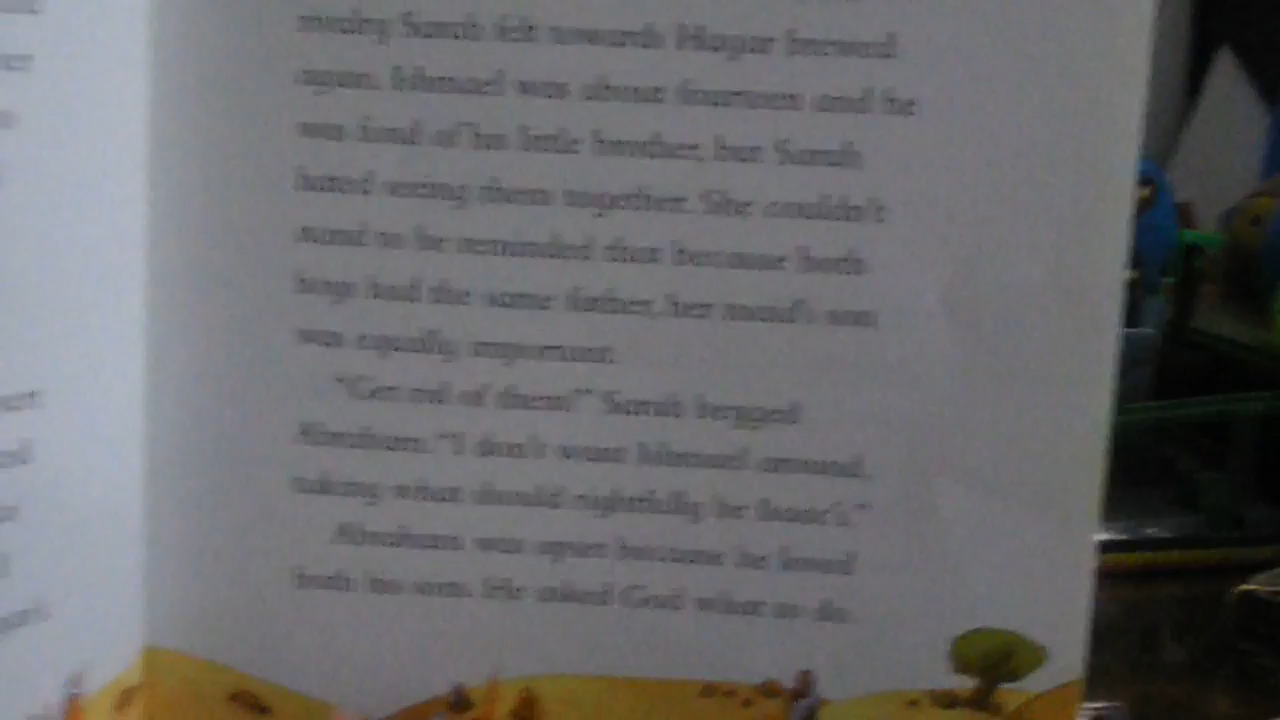 rivalry Sarah felt towards Hagar brewed
again. Ishmael was about fourteen and he
was fond of his little brother, but Sarah
hated seeing them together. She couldn't
stand to be reminded that because both
boys had the same father, her maid's son
was equally important.
"Get rid of them!" Sarah begged
Abraham. "I don't want Ishmael around,
taking what should rightfully be Isaac's."
Abraham was upset because he loved
both his sons. He asked God what to do.